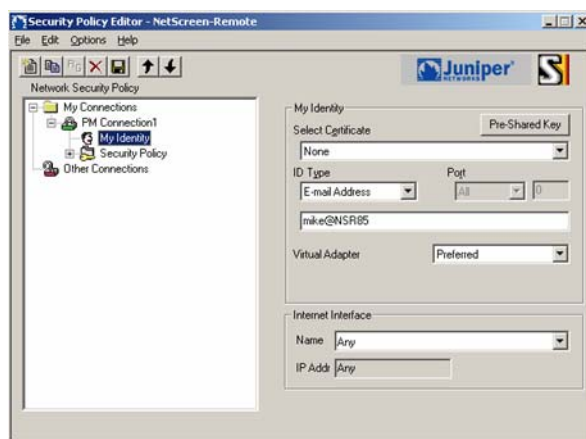 Security Policy Editor - NetScreen-Remote
File Edit Options Help
Juniper
NETWORKS
Network Security Policy
My Connections
PM Connection1
My Identity
Security Policy
Other Connections
My Identity
Select Certificate
Pre-Shared Key
None
ID Type
Port
E-mail Address
All
0
mike@NSR85
Virtual Adapter
Preferred
Internet Interface
Name
Any
IP Addr
Any